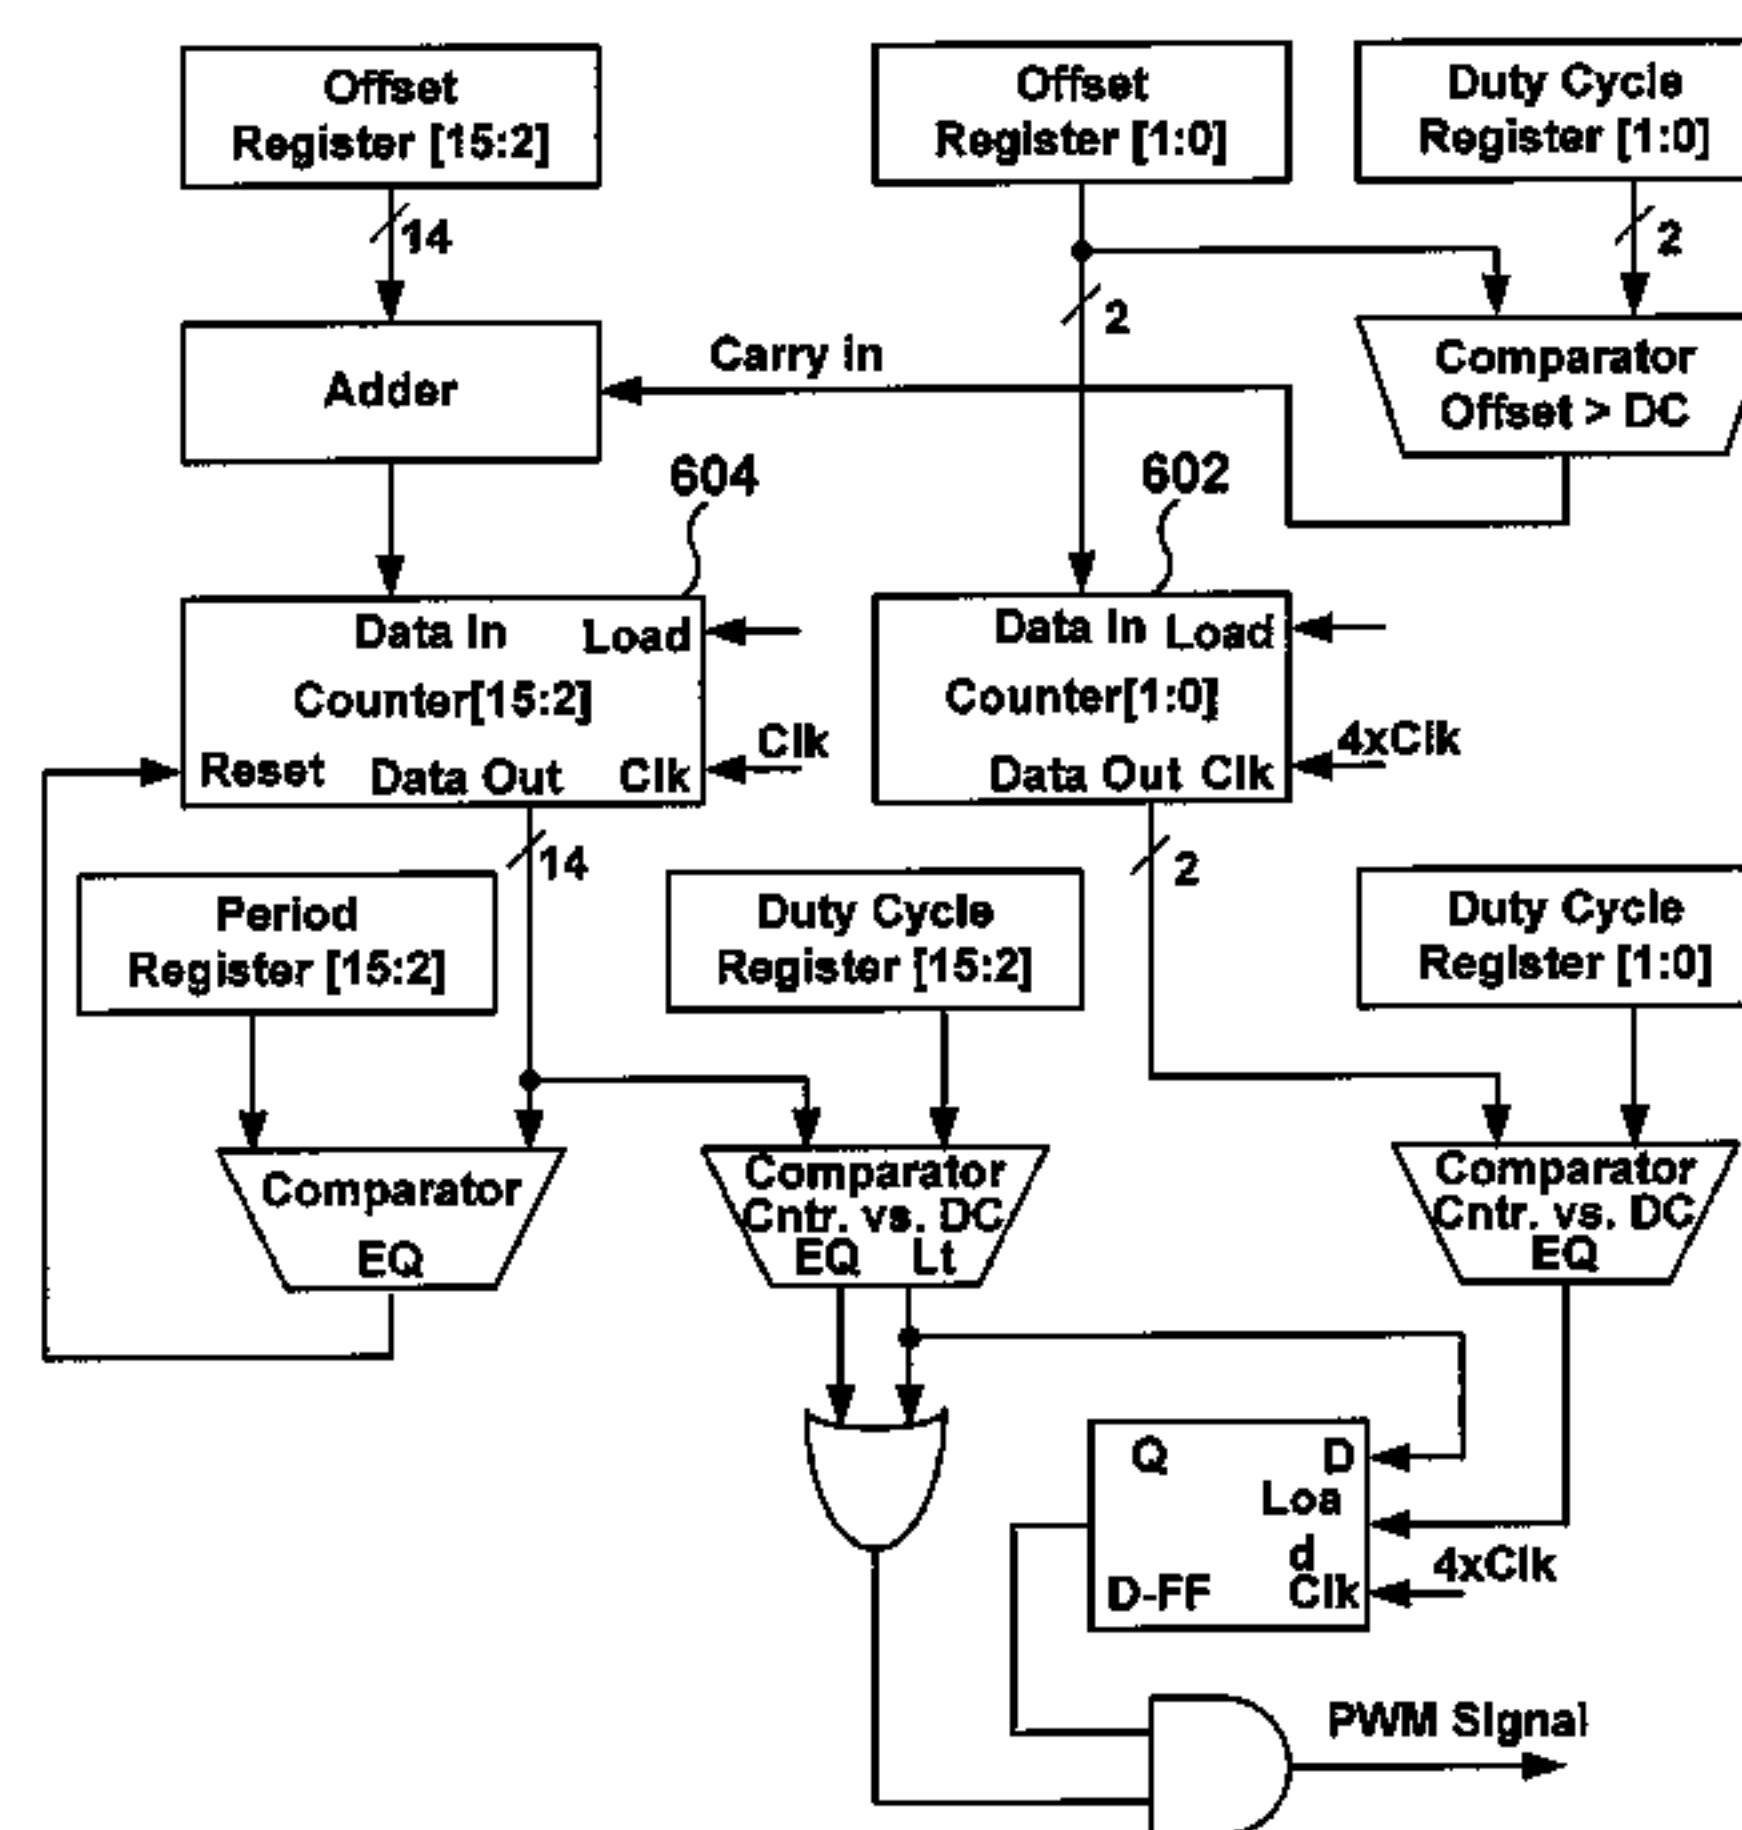 Offset
Register [15:2]
Offset
Register [1:0]
Duty Cycle
Register [1:0]
14
2
2
Carry in
Adder
Comparator
Offset > DC
604
602
Data In Load
Counter[15:2]
Clk
Reset Data Out Clk
Data In Load
Counter[1:0]
4xClk
Data Out Clk
14
2
Period
Register [15:2]
Duty Cycle
Register [15:2]
Duty Cycle
Register [1:0]
Comparator
EQ
Comparator
Cntr. vs. DC
EQ Lt
Comparator
Cntr. vs. DC
EQ
Q D
Loa
d
4xClk
D-FF Clk
PWM Signal